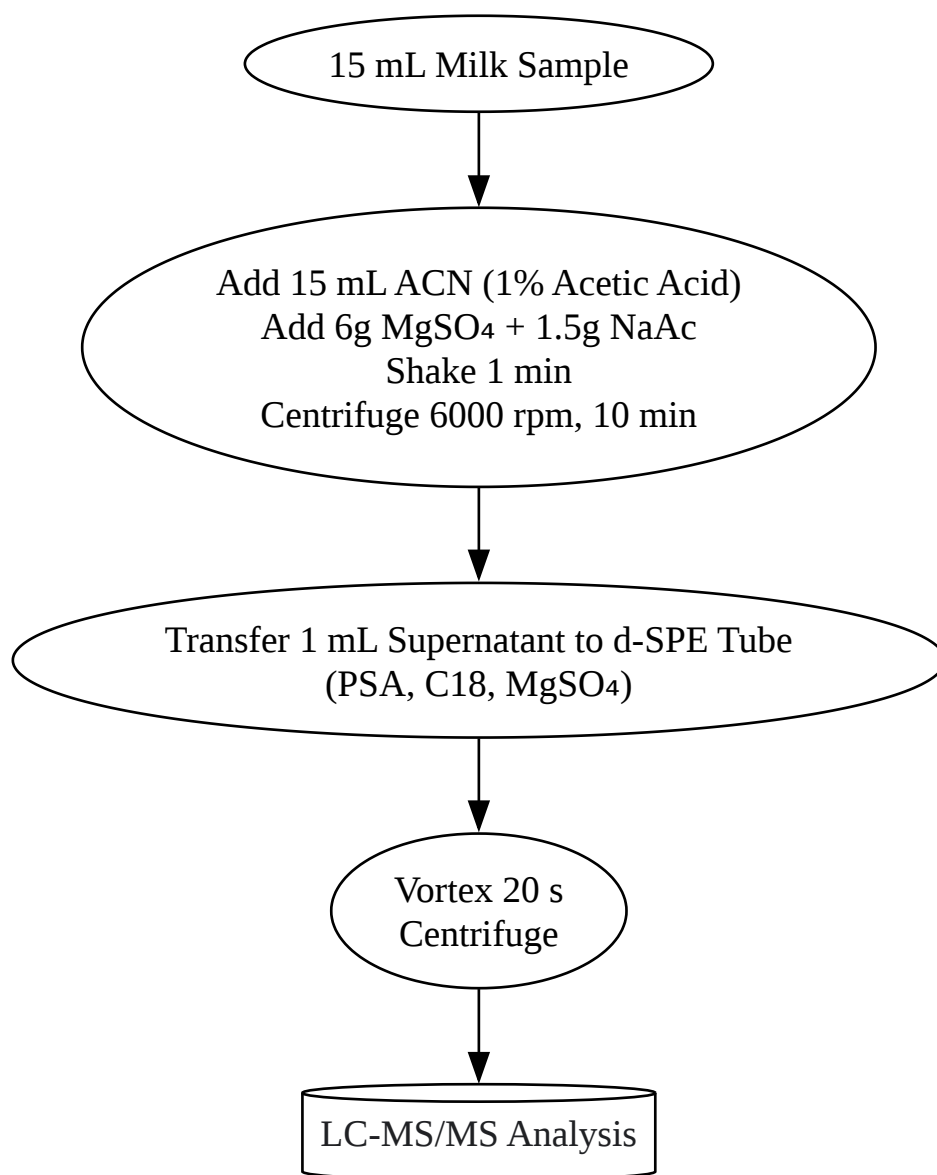 15 mL Milk Sample
Add 15 mL ACN (1% Acetic Acid)
Add 6g MgSO₄ + 1.5g NaAc
Shake 1 min
Centrifuge 6000 rpm, 10 min
Transfer 1 mL Supernatant to d-SPE Tube
(PSA, C18, MgSO₄)
Vortex 20 s
Centrifuge
LC-MS/MS Analysis